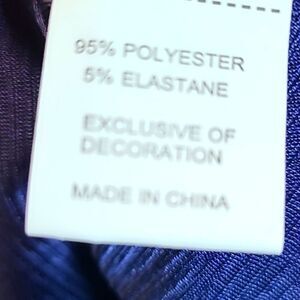 95% POLYESTER
5% ELASTANE
EXCLUSIVE OF
DECORATION
MADE IN CHINA